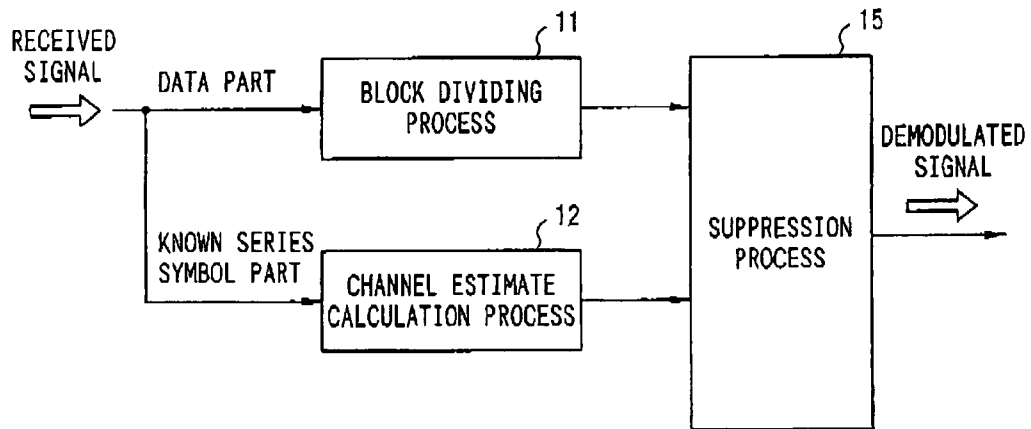 RECEIVED
SIGNAL
DATA PART
11
BLOCK DIVIDING
PROCESS
KNOWN SERIES
SYMBOL PART
12
CHANNEL ESTIMATE
CALCULATION PROCESS
15
SUPPRESSION
PROCESS
DEMODULATED
SIGNAL